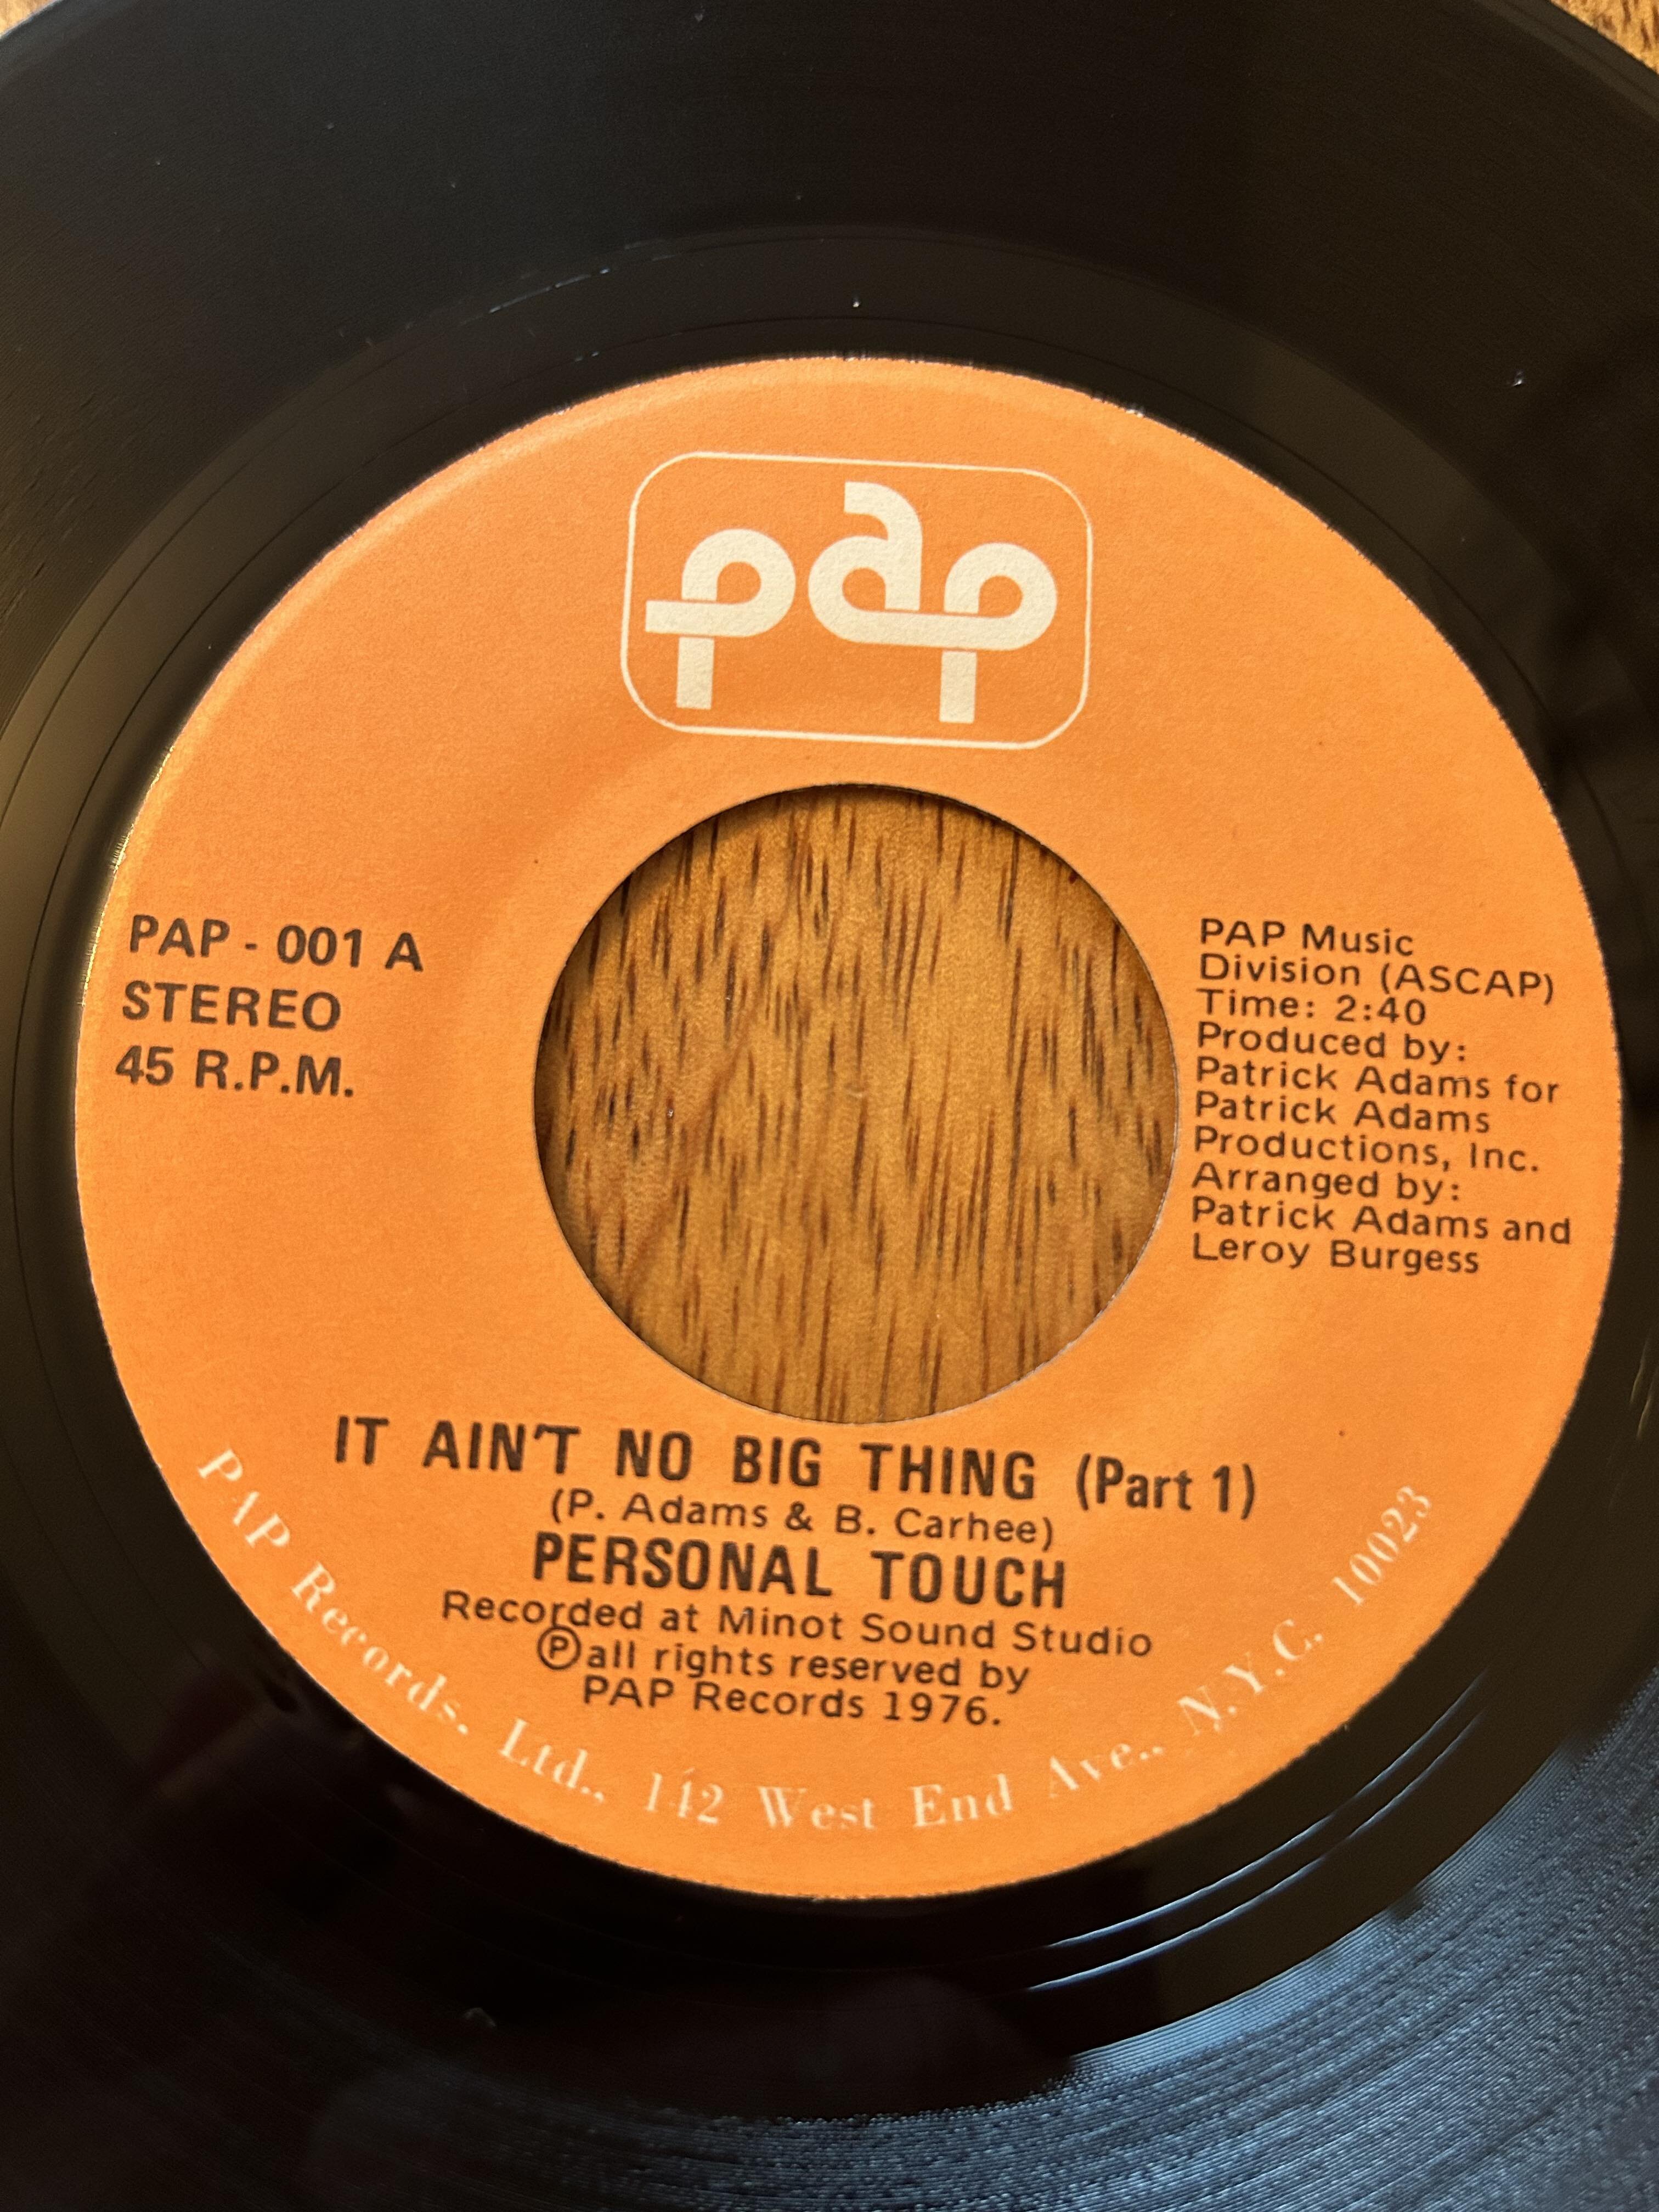 pap
PAP - 001 A
STEREO
45 R.P.M.
PAP Music
Division (ASCAP)
Time: 2:40
Produced by:
Patrick Adams for
Patrick Adams
Productions, Inc.
Arranged by:
Patrick Adams and
Leroy Burgess
IT AIN'T NO BIG THING (Part 1)
(P. Adams & B. Carhee)
PERSONAL TOUCH
Recorded at Minot Sound Studio
Ⓟall rights reserved by
PAP Records 1976.
PAP Records. Ltd., 142 West End Ave., N.Y.C. 10023